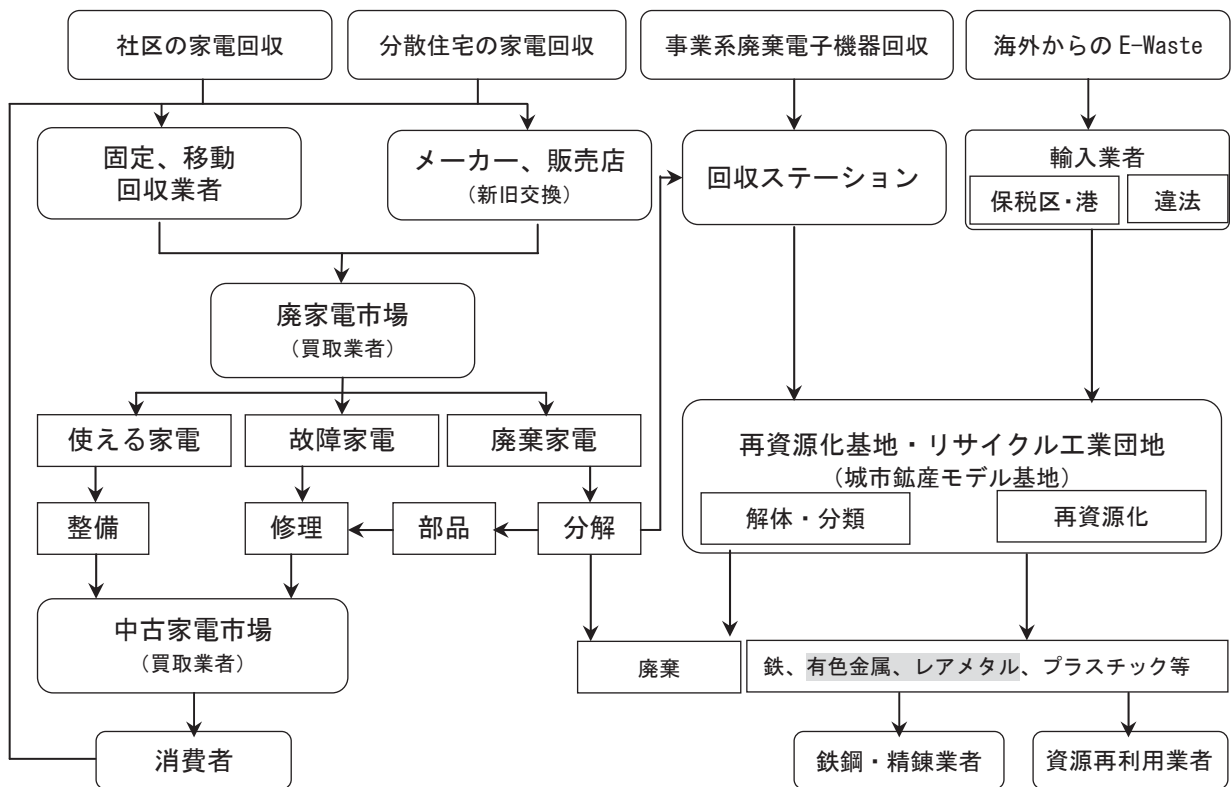 社区の家電回収
分散住宅の家電回収
事業系廃棄電子機器回収
海外からの E-Waste
固定、移動
回収業者
メーカー、販売店
（新旧交換）
回収ステーション
輸入業者
保税区・港
違法
廃家電市場
（買取業者）
使える家電
故障家電
廃棄家電
再資源化基地・リサイクル工業団地
（城市鉱産モデル基地）
解体・分類
再資源化
整備
修理
部品
分解
中古家電市場
（買取業者）
廃棄
鉄、有色金属、レアメタル、プラスチック等
消費者
鉄鋼・精錬業者
資源再利用業者